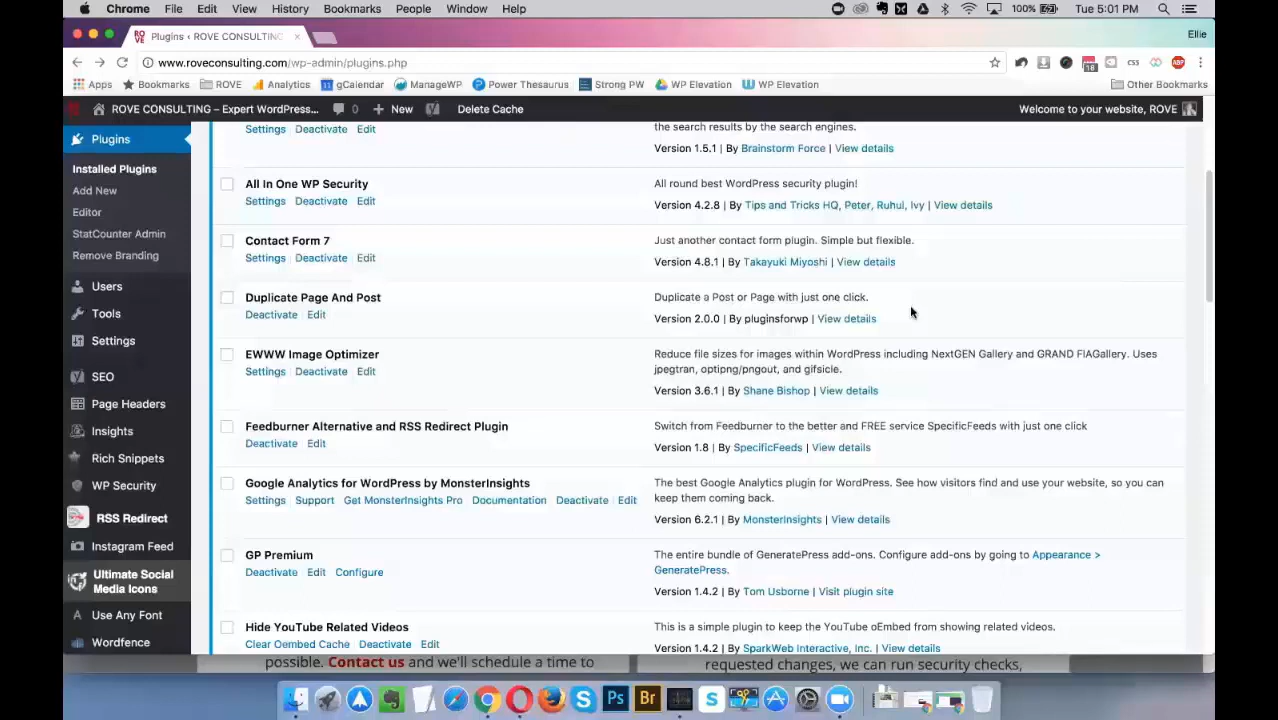 Chrome File Edit View History Bookmarks People Window Help 100% Tue 5:01 PM
Plugins ‹ ROVE CONSULTING × Ellie
www.roveconsulting.com/wp-admin/plugins.php
Apps Bookmarks ROVE Analytics gCalendar ManageWP Power Thesaurus Strong PW WP Elevation WP Elevation Other Bookmarks
ROVE CONSULTING – Expert WordPress... 0 New Delete Cache Welcome to your website, ROVE
Plugins
Installed Plugins
Add New
Editor
StatCounter Admin
Remove Branding
Users
Tools
Settings
SEO
Page Headers
Insights
Rich Snippets
WP Security
RSS Redirect
Instagram Feed
Ultimate Social
Media Icons
Use Any Font
Wordfence
Settings | Deactivate | Edit
the search results by the search engines.
Version 1.5.1 | By Brainstorm Force | View details
All In One WP Security
Settings | Deactivate | Edit
All round best WordPress security plugin!
Version 4.2.8 | By Tips and Tricks HQ, Peter, Ruhul, Ivy | View details
Contact Form 7
Settings | Deactivate | Edit
Just another contact form plugin. Simple but flexible.
Version 4.8.1 | By Takayuki Miyoshi | View details
Duplicate Page And Post
Deactivate | Edit
Duplicate a Post or Page with just one click.
Version 2.0.0 | By pluginsforwp | View details
EWWW Image Optimizer
Settings | Deactivate | Edit
Reduce file sizes for images within WordPress including NextGEN Gallery and GRAND FlAGallery. Uses
jpegtran, optipng/pngout, and gifsicle.
Version 3.6.1 | By Shane Bishop | View details
Feedburner Alternative and RSS Redirect Plugin
Deactivate | Edit
Switch from Feedburner to the better and FREE service SpecificFeeds with just one click
Version 1.8 | By SpecificFeeds | View details
Google Analytics for WordPress by MonsterInsights
Settings | Support | Get MonsterInsights Pro | Documentation | Deactivate | Edit
The best Google Analytics plugin for WordPress. See how visitors find and use your website, so you can
keep them coming back.
Version 6.2.1 | By MonsterInsights | View details
GP Premium
Deactivate | Edit | Configure
The entire bundle of GeneratePress add-ons. Configure add-ons by going to Appearance >
GeneratePress.
Version 1.4.2 | By Tom Usborne | Visit plugin site
Hide YouTube Related Videos
Clear Oembed Cache | Deactivate | Edit
This is a simple plugin to keep the YouTube oEmbed from showing related videos.
Version 1.4.2 | By SparkWeb Interactive, Inc. | View details
possible. Contact us and we'll schedule a time to
requested changes, we can run security checks,